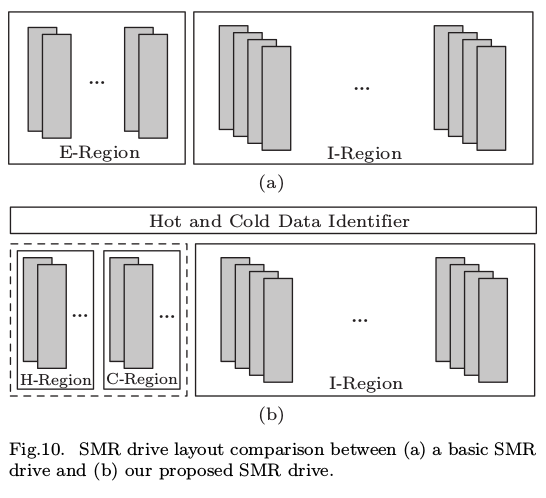 ...
...
E-Region
I-Region
(a)
Hot and Cold Data Identifier
...
...
...
H-Region
C-Region
I-Region
(b)
Fig.10. SMR drive layout comparison between (a) a basic SMR
drive and (b) our proposed SMR drive.